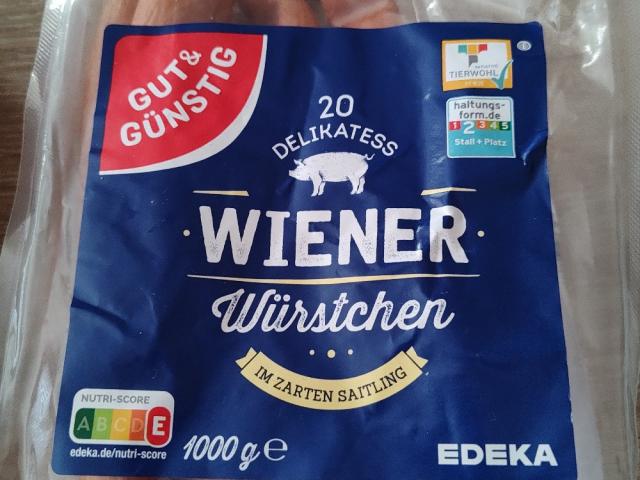 GUT&
GÜNSTIG
INITIATIVE
TIERWOHL
haltungs-
form.de
1 2 3 4 5
Stall + Platz
20
DELIKATESS
WIENER
Würstchen
IM ZARTEN SAITLING
NUTRI-SCORE
A B C D E
edeka.de/nutri-score
1000 g ℮
EDEKA